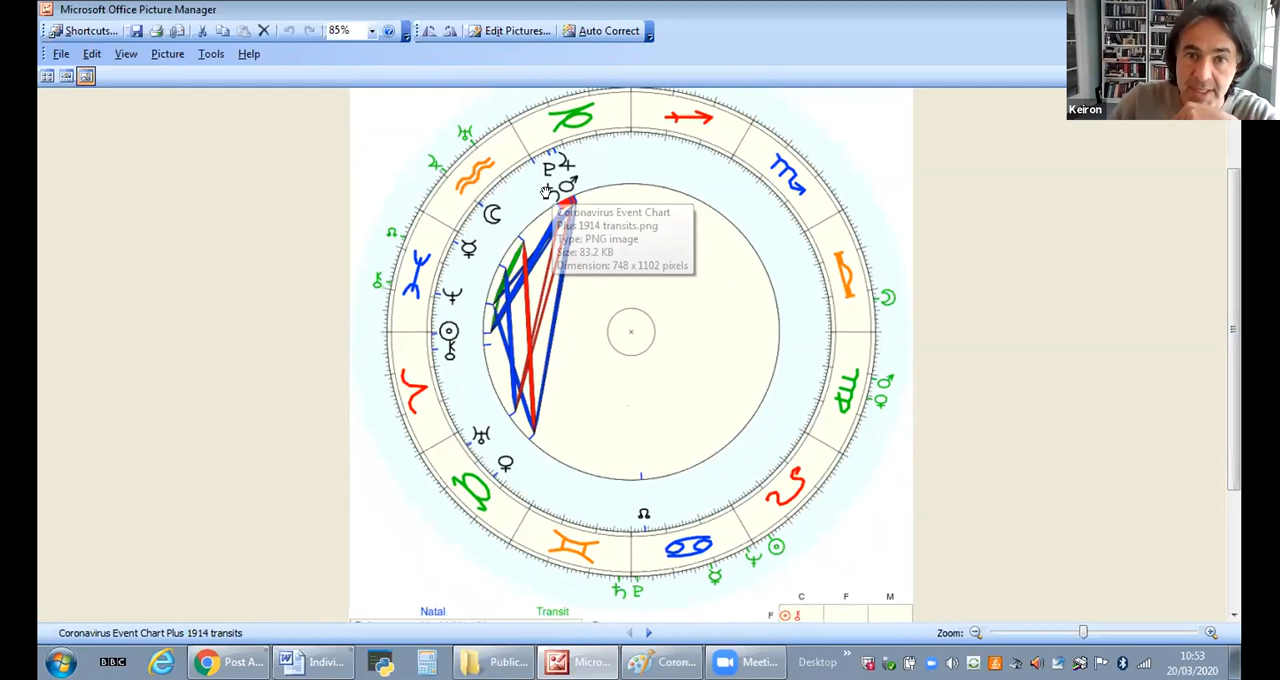 Microsoft Office Picture Manager
Shortcuts...
85%
Edit Pictures...
Auto Correct
File Edit View Picture Tools Help
Keiron
Coronavirus Event Chart
Plus 1914 transits.png
Type: PNG image
Size: 83.2 KB
Dimension: 748 x 1102 pixels
Natal
Transit
C F M
F
Coronavirus Event Chart Plus 1914 transits
Zoom:
BBC
Post A...
Indivi...
Public...
Micro...
Coron...
Meeti...
Desktop
10:53
20/03/2020